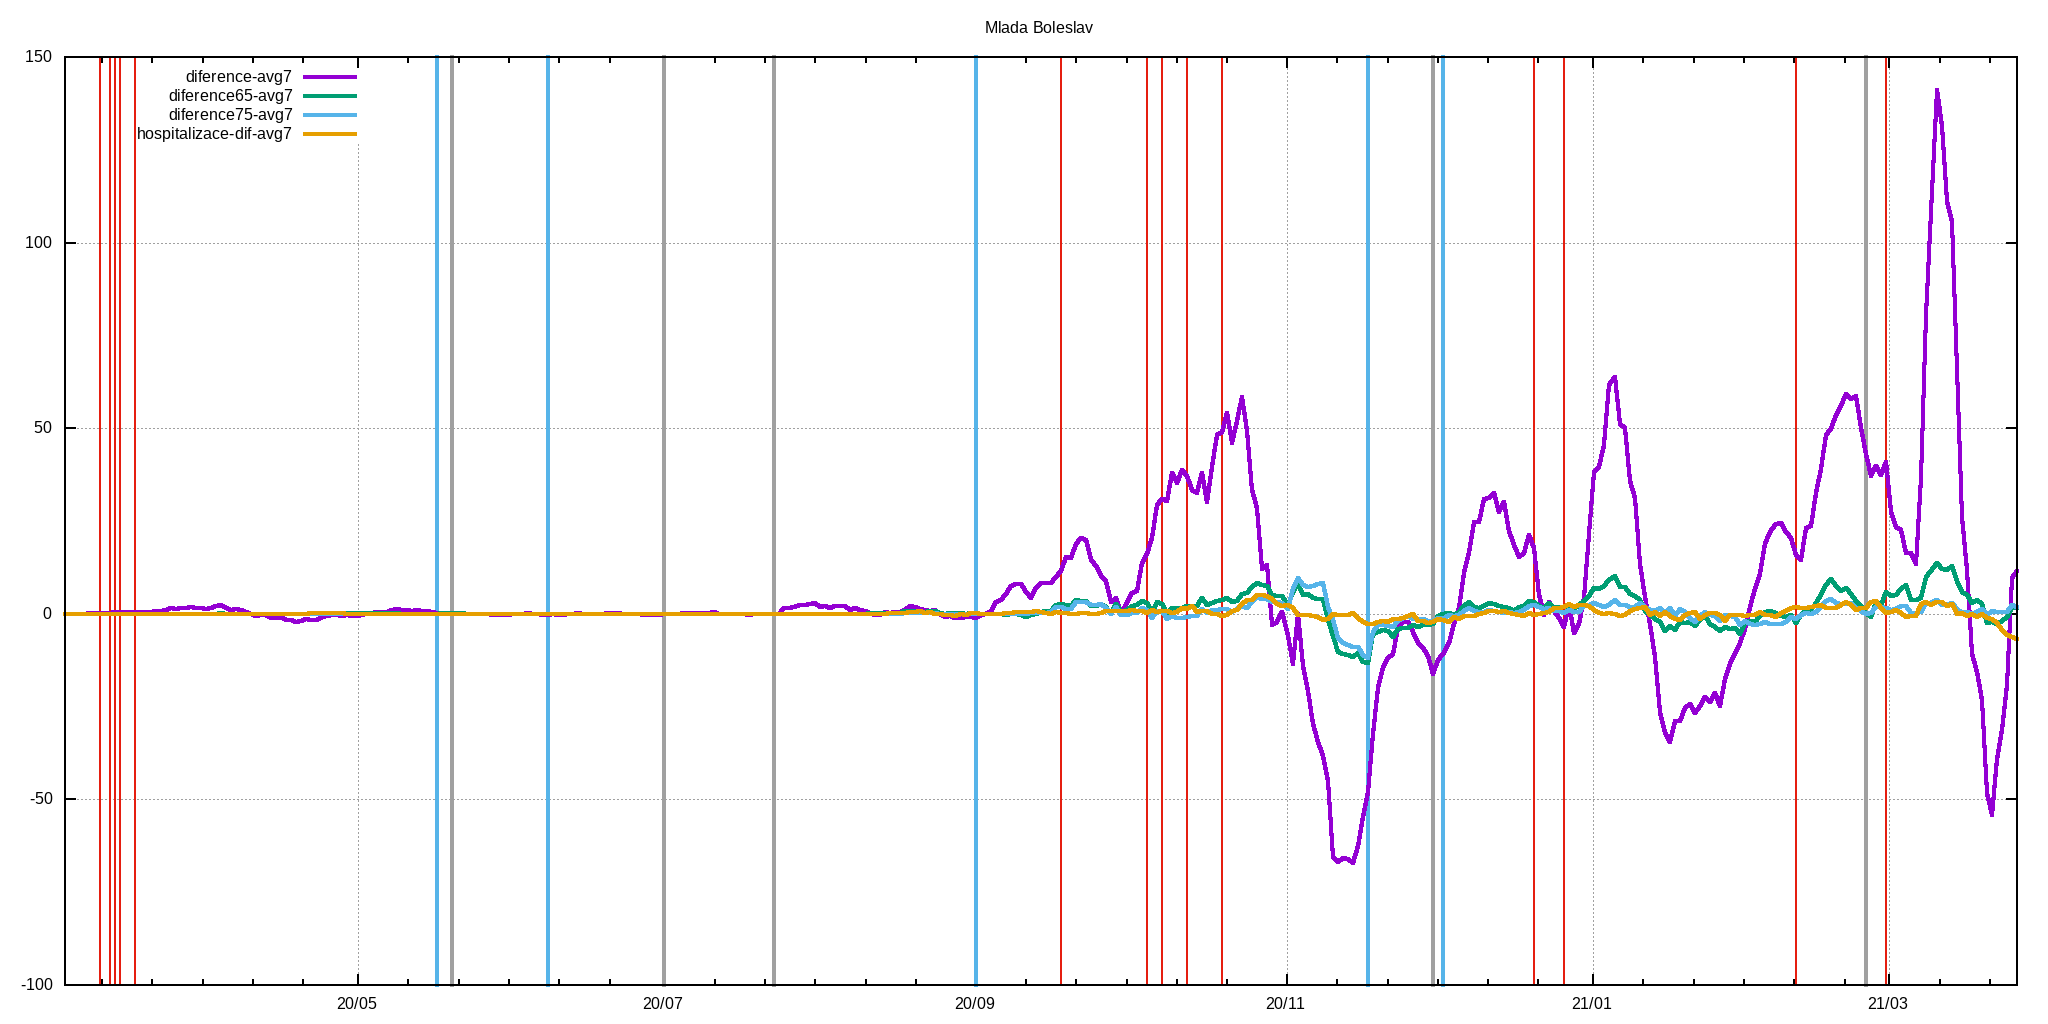 Mlada Boleslav
150
diference-avg7
diference65-avg7
diference75-avg7
hospitalizace-dif-avg7
100
50
0
-50
-100
20/05 20/07 20/09 20/11 21/01 21/03